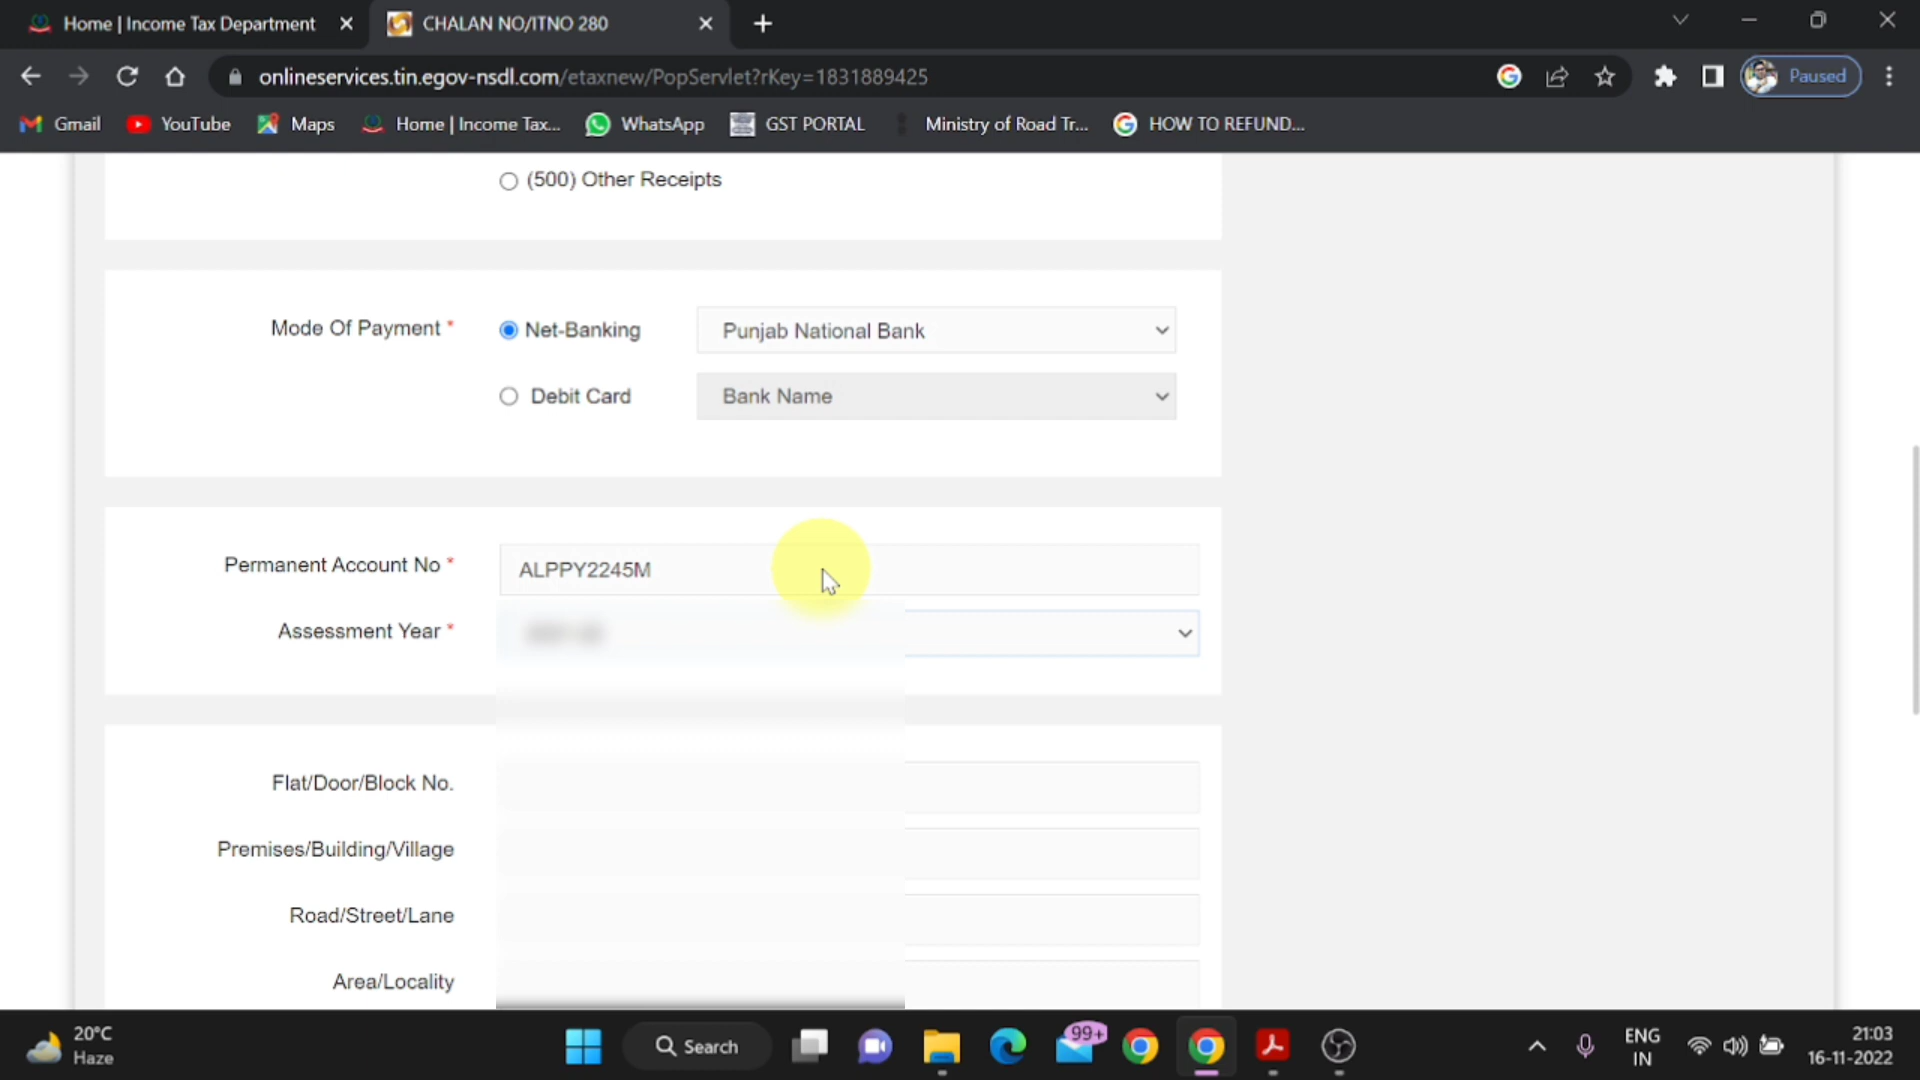 Home | Income Tax Department
CHALAN NO/ITNO 280
onlineservices.tin.egov-nsdl.com/etaxnew/PopServlet?rKey=1831889425
Paused
Gmail
YouTube
Maps
Home | Income Tax...
WhatsApp
GST PORTAL
Ministry of Road Tr...
HOW TO REFUND...
(500) Other Receipts
Mode Of Payment *
Net-Banking
Punjab National Bank
Debit Card
Bank Name
Permanent Account No *
ALPPY2245M
Assessment Year *
Flat/Door/Block No.
Premises/Building/Village
Road/Street/Lane
Area/Locality
20°C
Haze
Search
99+
ENG
IN
21:03
16-11-2022